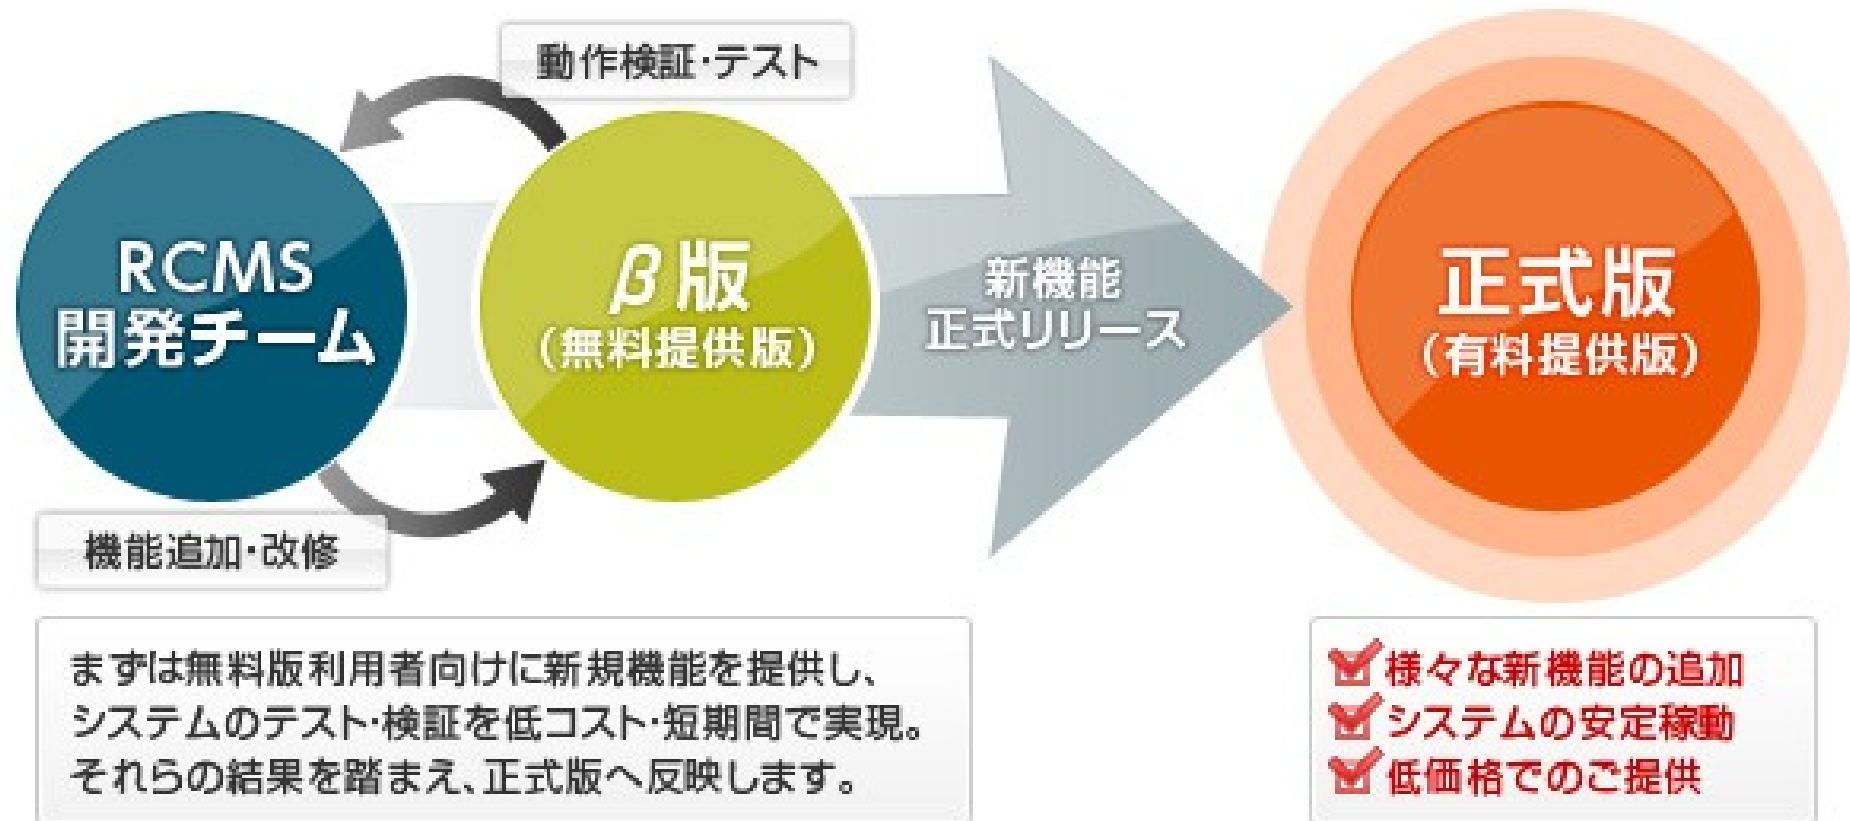 動作検証・テスト
RCMS
開発チーム
β版
(無料提供版)
新機能
正式リリース
正式版
(有料提供版)
機能追加・改修
まずは無料版利用者向けに新規機能を提供し、
システムのテスト・検証を低コスト・短期間で実現。
それらの結果を踏まえ、正式版へ反映します。
様々な新機能の追加
システムの安定稼動
低価格でのご提供